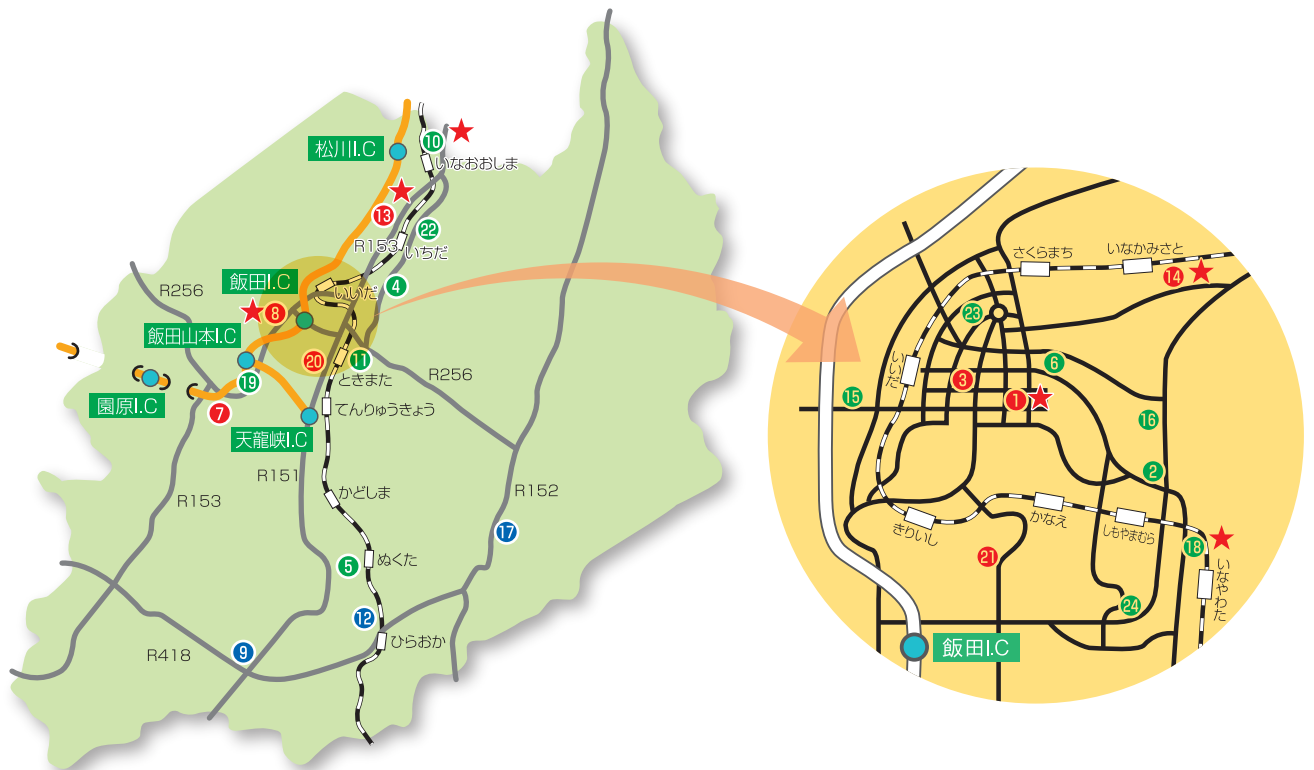 松川I.C
⑩
いなおおしま
⑬
㉒
R153
いちだ
R256
飯田I.C
いいだ
④
⑧
飯田山本I.C
⑳
⑪
ときまた
R256
⑲
園原I.C
⑦
てんりゅうきょう
天龍峡I.C
R151
R153
かどしま
R152
⑰
⑤
ぬくた
⑫
ひらおか
R418
⑨
さくらまち
いなかみさと
⑭
㉓
いいだ
⑥
③
⑮
①
⑯
②
きりいし
かなえ
しもやまむら
⑱
㉑
いなやわた
㉔
飯田I.C